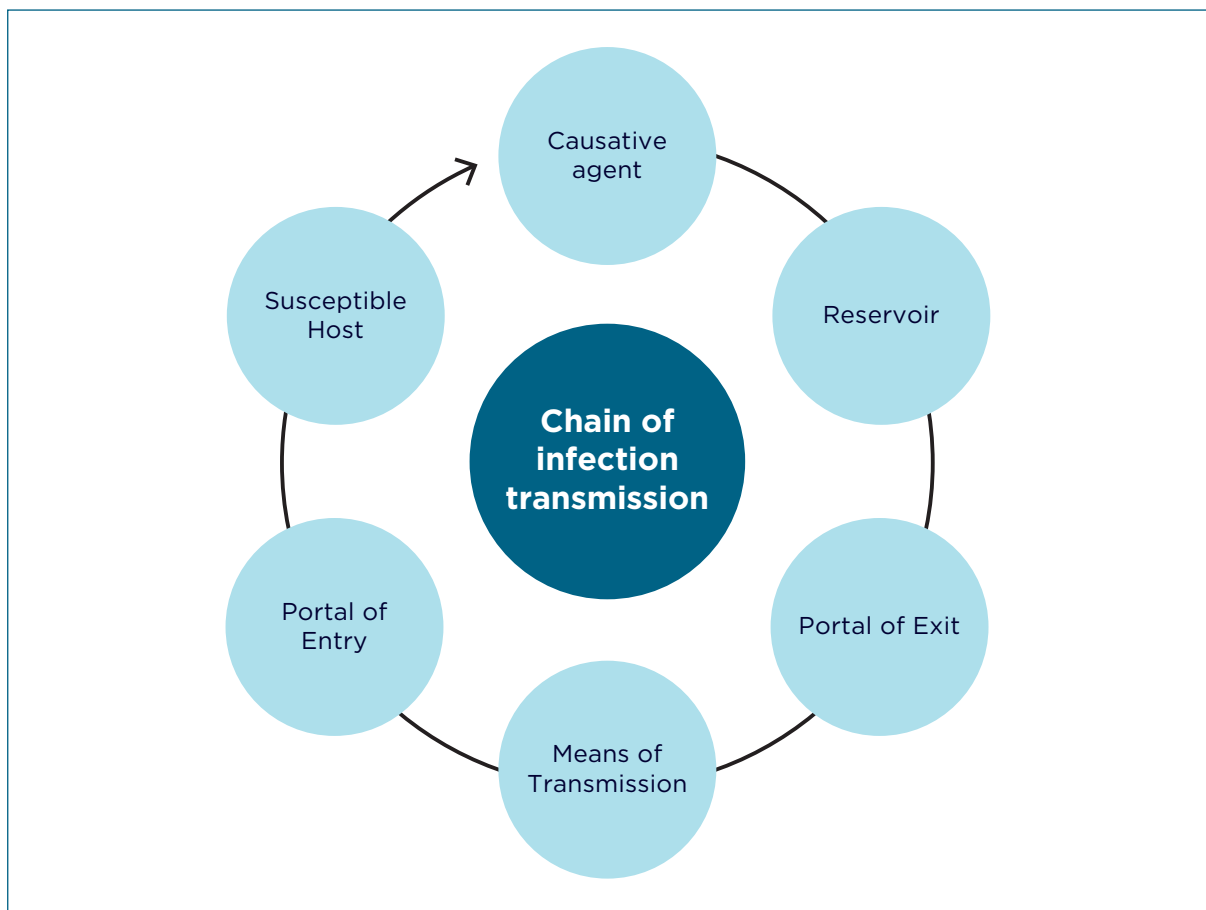 Causative
agent
Reservoir
Portal of Exit
Means of
Transmission
Portal of
Entry
Susceptible
Host
Chain of
infection
transmission